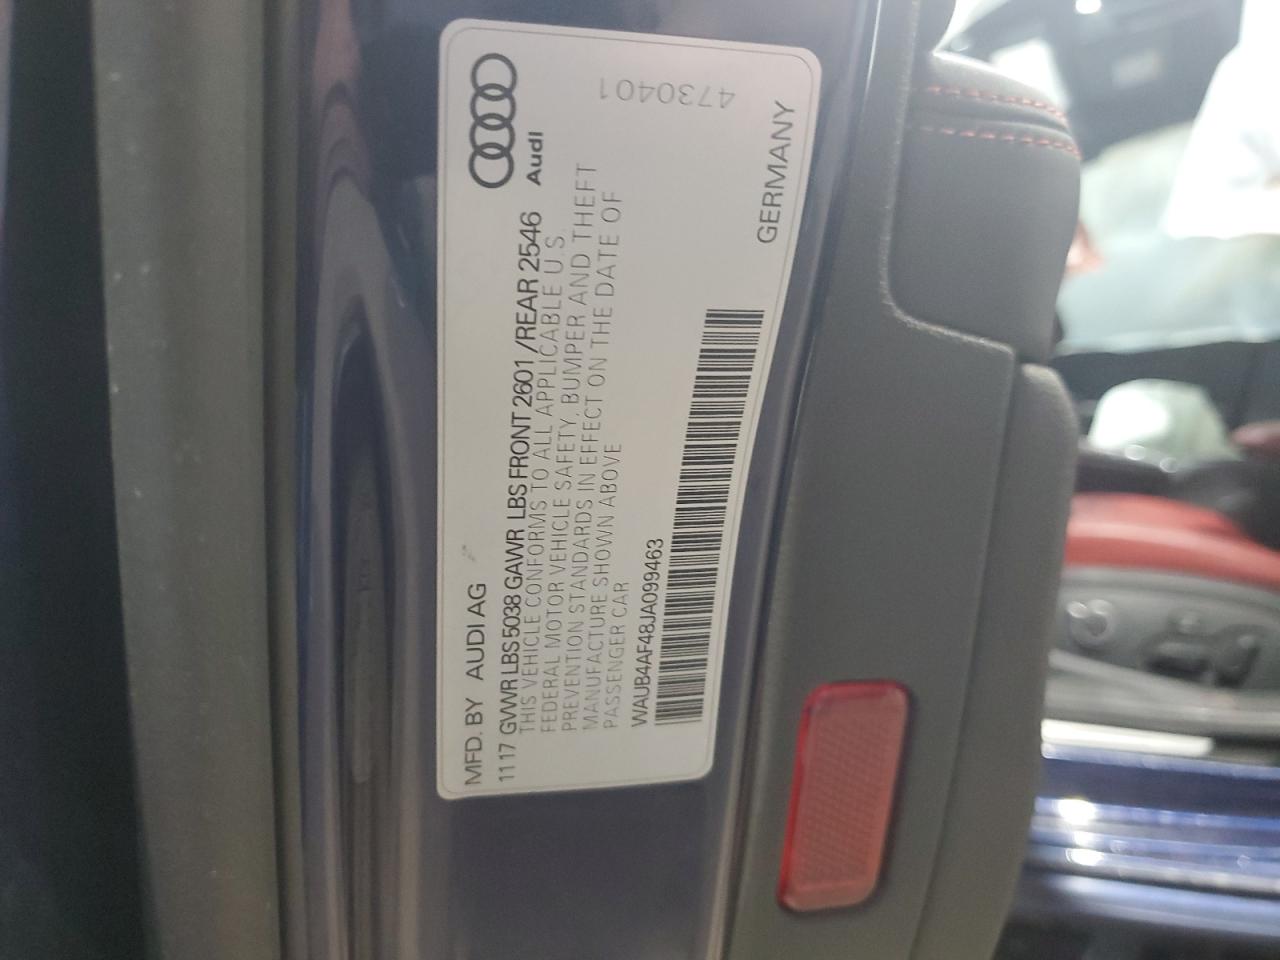 MFD. BY AUDI AG
Audi
11 17 GVWR LBS 5038 GAWR LBS FRONT 2601 /REAR 2546
THIS VEHICLE CONFORMS TO ALL APPLICABLE U.S.
FEDERAL MOTOR VEHICLE SAFETY, BUMPER AND THEFT
PREVENTION STANDARDS IN EFFECT ON THE DATE OF
MANUFACTURE SHOWN ABOVE
PASSENGER CAR
WAUB4AF48JA099463
GERMANY
4730401